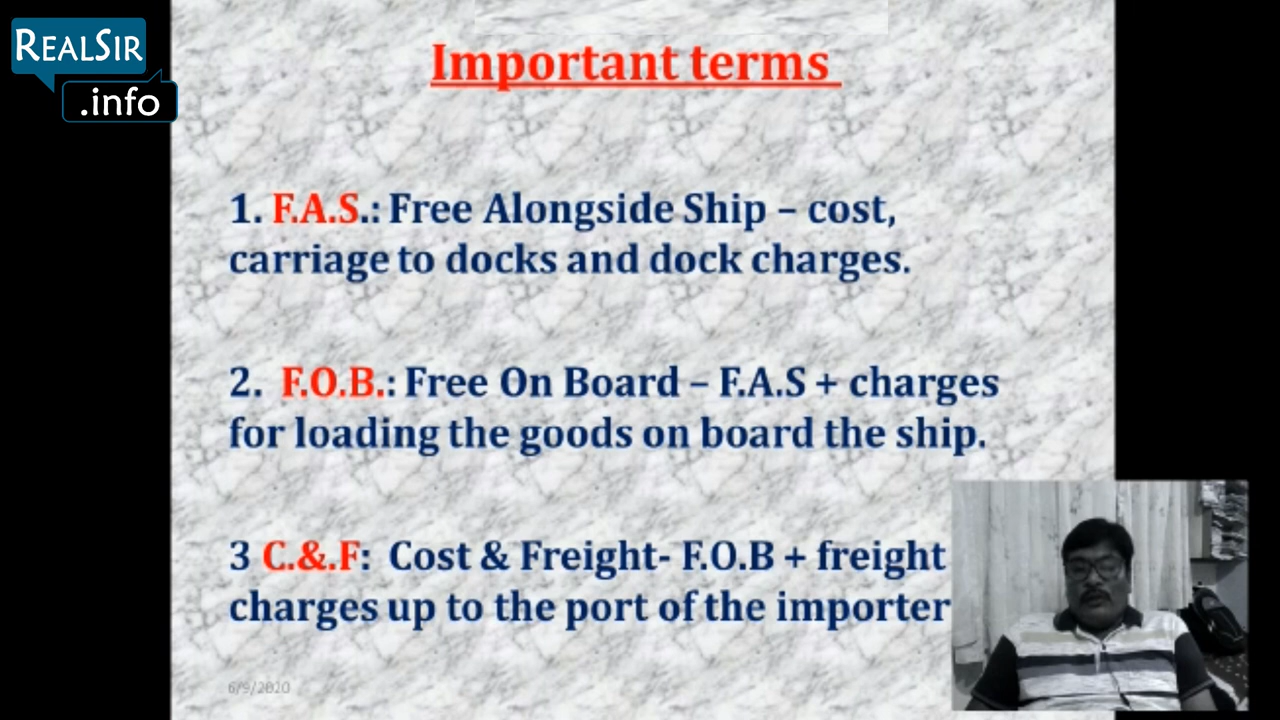 REALSIR
.info
Important terms
1. F.A.S.: Free Alongside Ship – cost,
carriage to docks and dock charges.
2. F.O.B.: Free On Board – F.A.S + charges
for loading the goods on board the ship.
3 C.&.F: Cost & Freight- F.O.B + freight
charges up to the port of the importer
6/9/2020